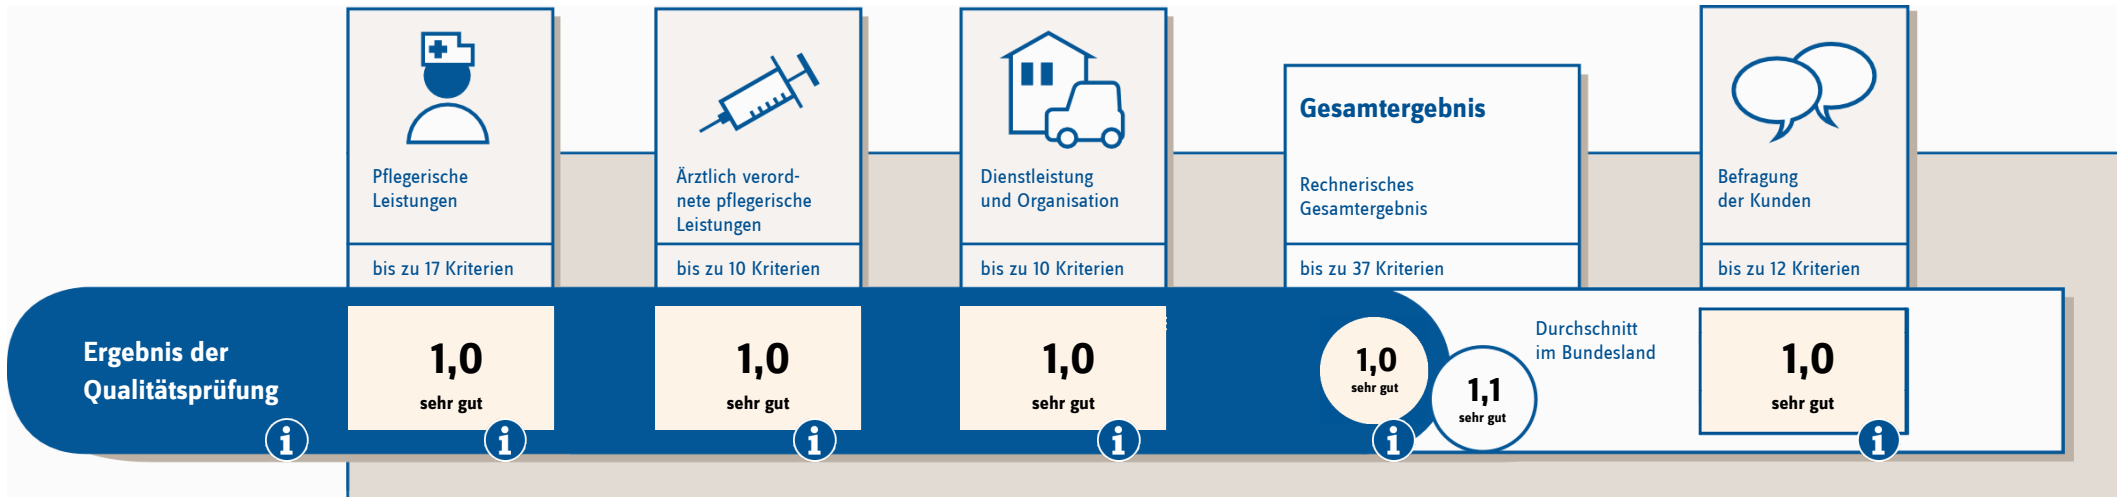 Pflegerische
Leistungen
bis zu 17 Kriterien
Ärztlich verord-
nete pflegerische
Leistungen
bis zu 10 Kriterien
Dienstleistung
und Organisation
bis zu 10 Kriterien
Gesamtergebnis
Rechnerisches
Gesamtergebnis
bis zu 37 Kriterien
Befragung
der Kunden
bis zu 12 Kriterien
Ergebnis der
Qualitätsprüfung
i
1,0
sehr gut
i
1,0
sehr gut
i
1,0
sehr gut
i
1,0
sehr gut
i
1,1
sehr gut
Durchschnitt
im Bundesland
1,0
sehr gut
i